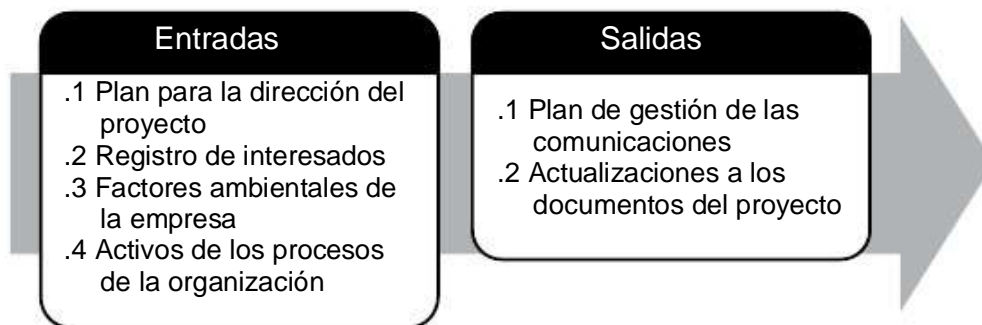 Entradas
.1 Plan para la dirección del
proyecto
.2 Registro de interesados
.3 Factores ambientales de
la empresa
.4 Activos de los procesos
de la organización
Salidas
.1 Plan de gestión de las
comunicaciones
.2 Actualizaciones a los
documentos del proyecto